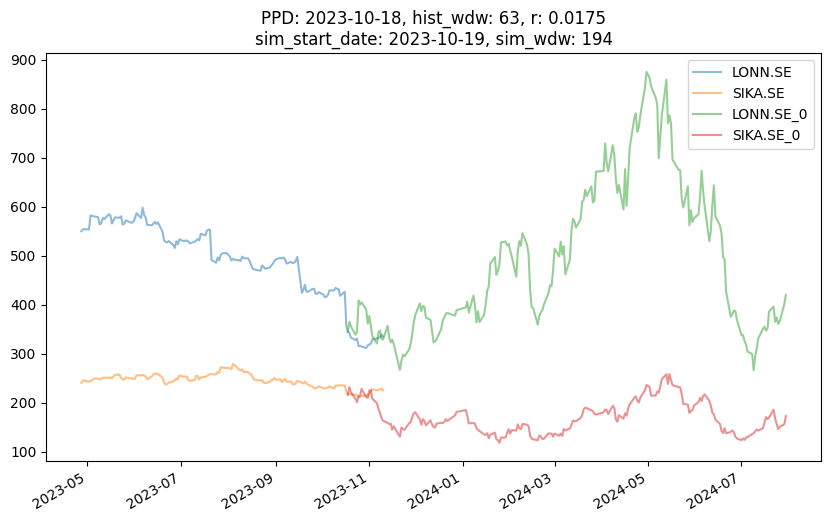 PPD: 2023-10-18, hist_wdw: 63, r: 0.0175
sim_start_date: 2023-10-19, sim_wdw: 194
LONN.SE
SIKA.SE
LONN.SE_0
SIKA.SE_0
900
800
700
600
500
400
300
200
100
2023-05
2023-07
2023-09
2023-11
2024-01
2024-03
2024-05
2024-07